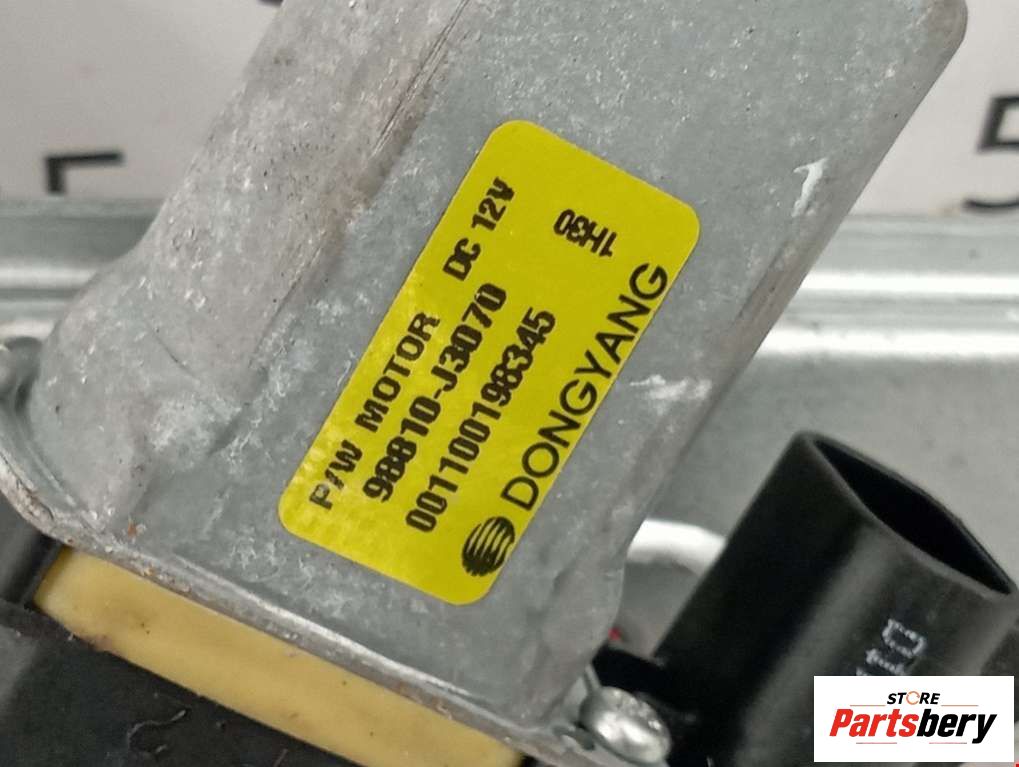 P/W MOTOR DC 12V
98810-J3070
001100198345
1H30
DONGYANG
STORE
Partsbery